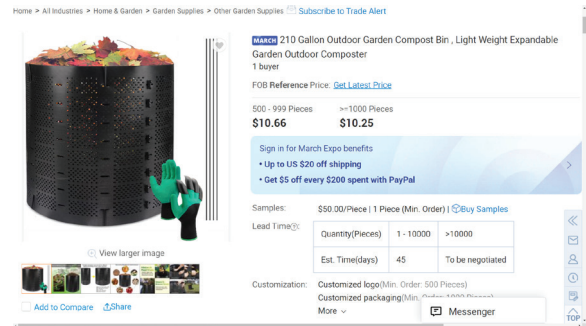 Home > All Industries > Home & Garden > Garden Supplies > Other Garden Supplies Subscribe to Trade Alert
MARCH 210 Gallon Outdoor Garden Compost Bin , Light Weight Expandable
Garden Outdoor Composter
1 buyer
FOB Reference Price: Get Latest Price
500 - 999 Pieces >=1000 Pieces
$10.66 $10.25
Sign in for March Expo benefits
• Up to US $20 off shipping
• Get $5 off every $200 spent with PayPal
Samples: $50.00/Piece | 1 Piece (Min. Order) | Buy Samples
Lead Time: Quantity(Pieces) 1 - 10000 >10000
Est. Time(days) 45 To be negotiated
View larger image
Customization: Customized logo(Min. Order: 500 Pieces)
Customized packaging(Min. Order: 1000 Pieces)
Add to Compare Share
More
Messenger
TOP